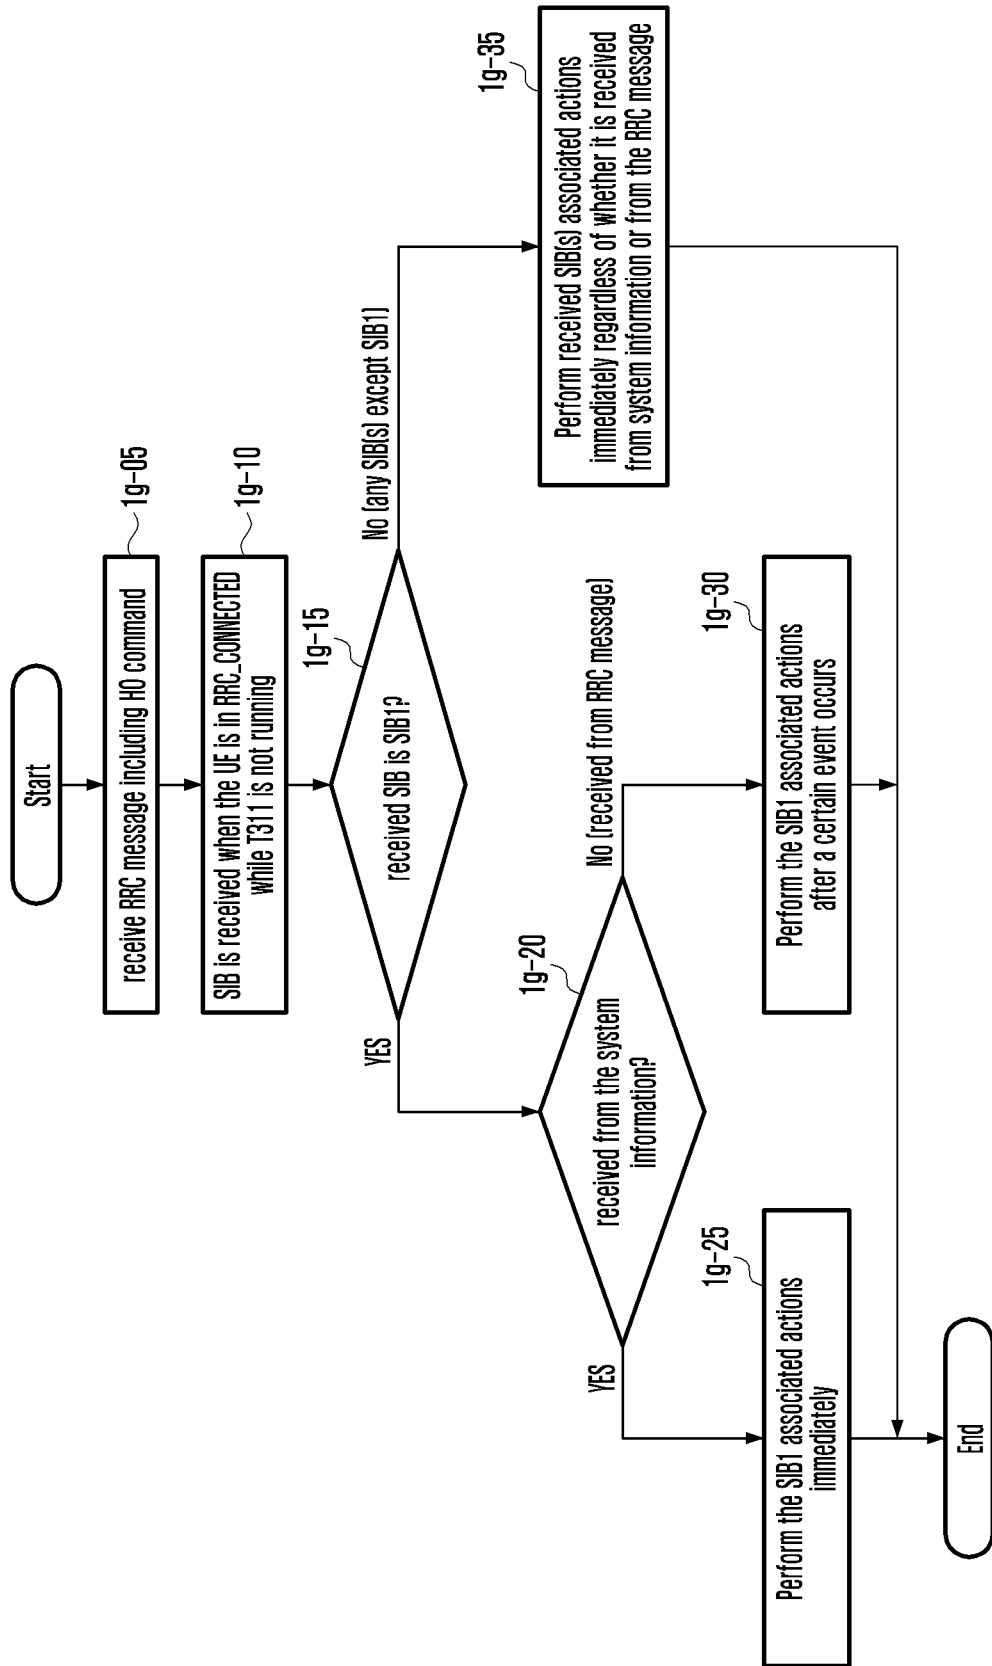 Start
receive RRC message including HO command
1g-05
SIB is received when the UE is in RRC_CONNECTED
while T311 is not running
1g-10
received SIB is SIB1?
1g-15
YES
No (any SIB(s) except SIB1)
received from the system
information?
1g-20
YES
No (received from RRC message)
Perform the SIB1 associated actions
immediately
1g-25
Perform the SIB1 associated actions
after a certain event occurs
1g-30
Perform received SIB(s) associated actions
immediately regardless of whether it is received
from system information or from the RRC message
1g-35
End